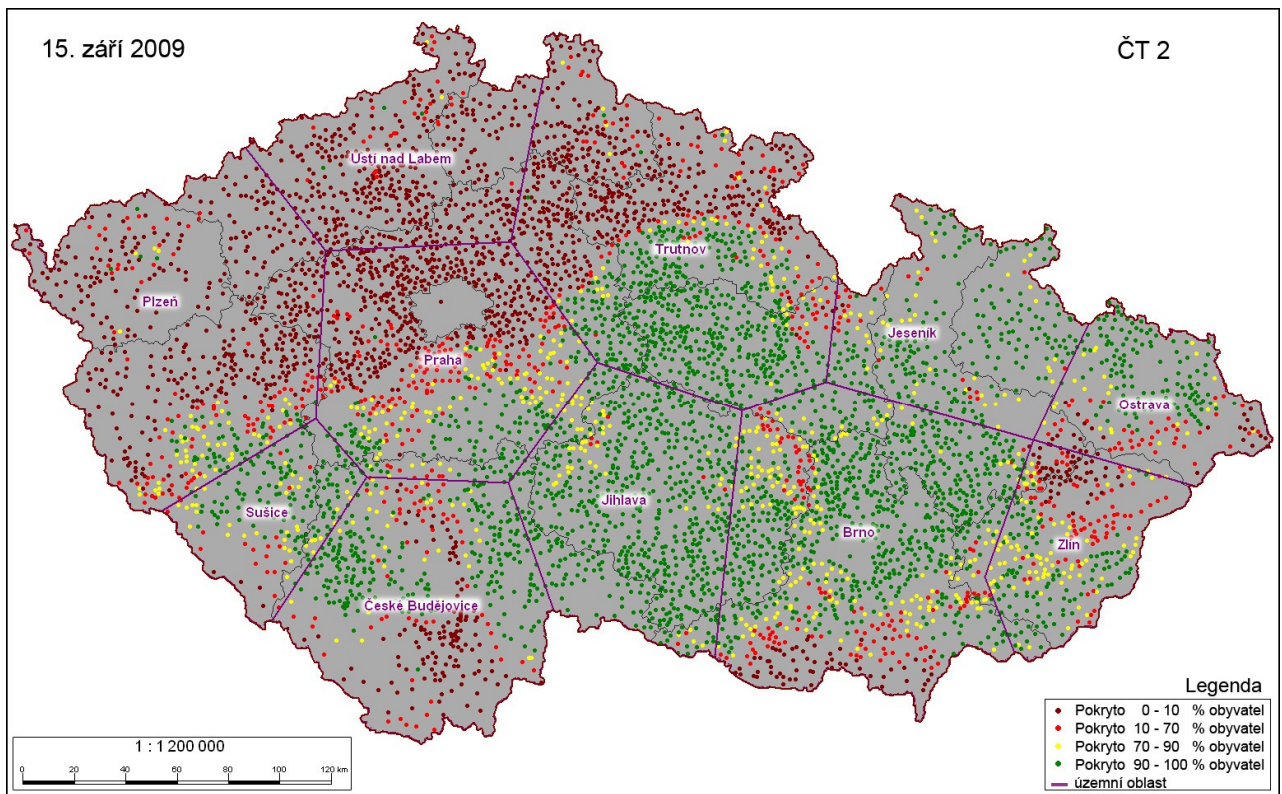 15. září 2009
ČT 2
Ústí nad Labem
Trutnov
Plzeň
Jeseník
Praha
Ostrava
Sušice
Jihlava
Brno
Zlín
České Budějovice
Legenda
Pokryto 0 - 10 % obyvatel
Pokryto 10 - 70 % obyvatel
Pokryto 70 - 90 % obyvatel
Pokryto 90 - 100 % obyvatel
územní oblast
1 : 1 200 000
0 20 40 60 80 100 120 km